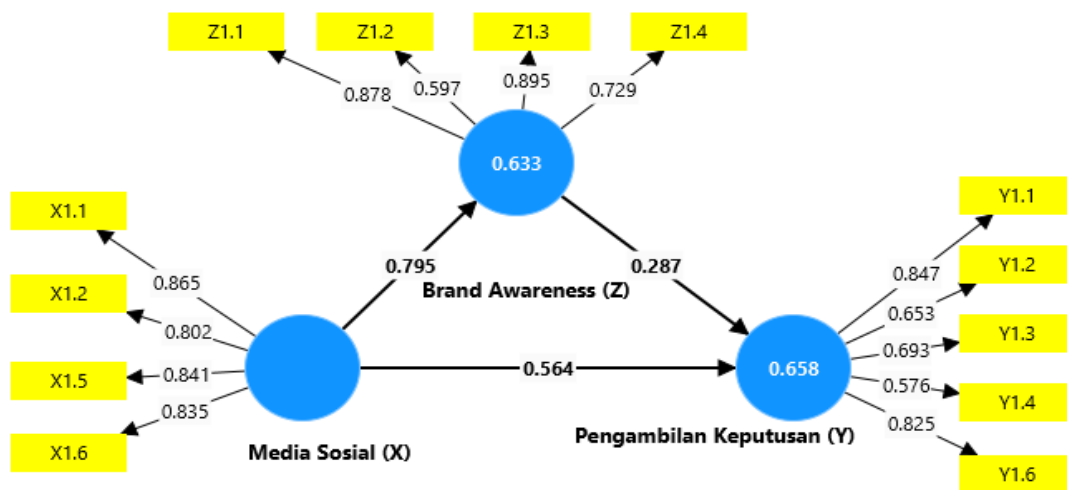 Z1.1
Z1.2
Z1.3
Z1.4
0.878
0.597
0.895
0.729
0.633
X1.1
X1.2
X1.5
X1.6
0.865
0.802
0.841
0.835
0.795
0.287
Brand Awareness (Z)
0.564
0.658
Media Sosial (X)
Pengambilan Keputusan (Y)
0.847
0.653
0.693
0.576
0.825
Y1.1
Y1.2
Y1.3
Y1.4
Y1.6